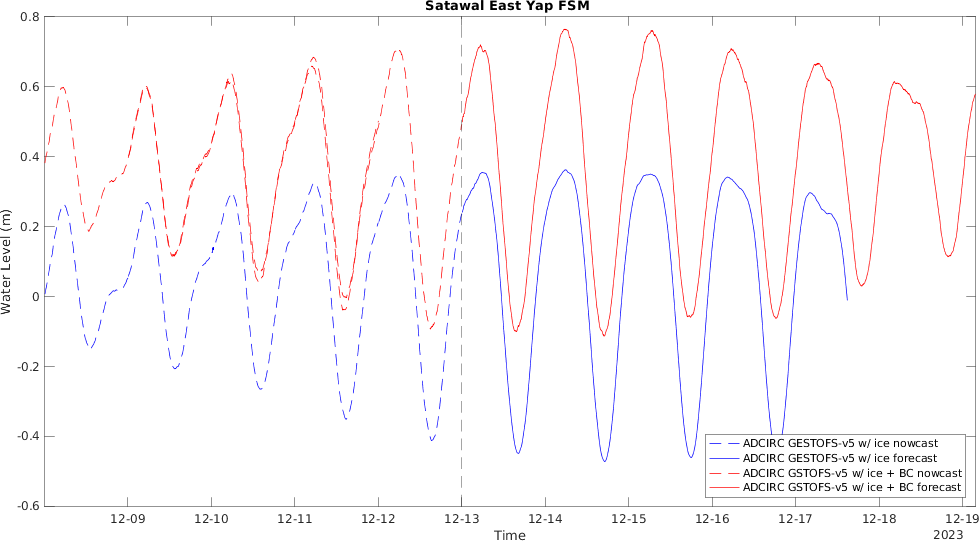 Satawal East Yap FSM
0.8
0.6
0.4
0.2
0
-0.2
-0.4
-0.6
Water Level (m)
ADCIRC GESTOFS-v5 w/ ice nowcast
ADCIRC GESTOFS-v5 w/ ice forecast
ADCIRC GSTOFS-v5 w/ ice + BC nowcast
ADCIRC GSTOFS-v5 w/ ice + BC forecast
12-09 12-10 12-11 12-12 12-13 12-14 12-15 12-16 12-17 12-18 12-19
Time
2023